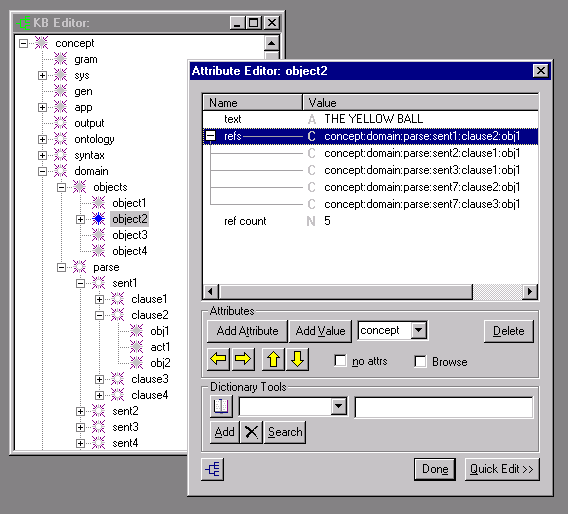 KB Editor:
concept
gram
sys
gen
app
output
ontology
syntax
domain
objects
object1
object2
object3
object4
parse
sent1
clause1
clause2
obj1
act1
obj2
clause3
clause4
sent2
sent3
sent4
Attribute Editor: object2
Name Value
text A THE YELLOW BALL
refs C concept:domain:parse:sent1:clause2:obj1
C concept:domain:parse:sent2:clause1:obj1
C concept:domain:parse:sent3:clause1:obj1
C concept:domain:parse:sent7:clause2:obj1
C concept:domain:parse:sent7:clause3:obj1
ref count N 5
Attributes
Add Attribute Add Value concept Delete
no attrs Browse
Dictionary Tools
Add Search
Done Quick Edit >>